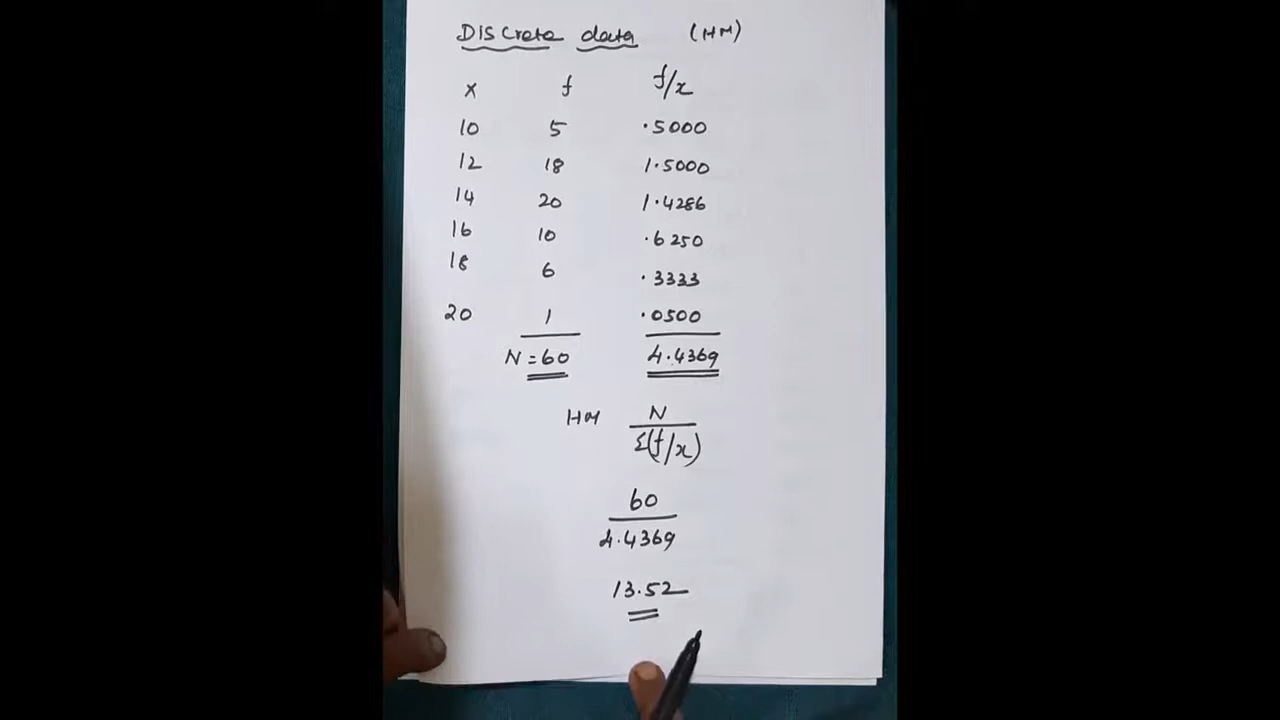 DIScrete data (HM)
x f f/x
10 5 .5000
12 18 1.5000
14 20 1.4286
16 10 .6250
18 6 .3333
20 1 .0500
N = 60 4.4369
HM N
Σ(f/x)
60
4.4369
13.52